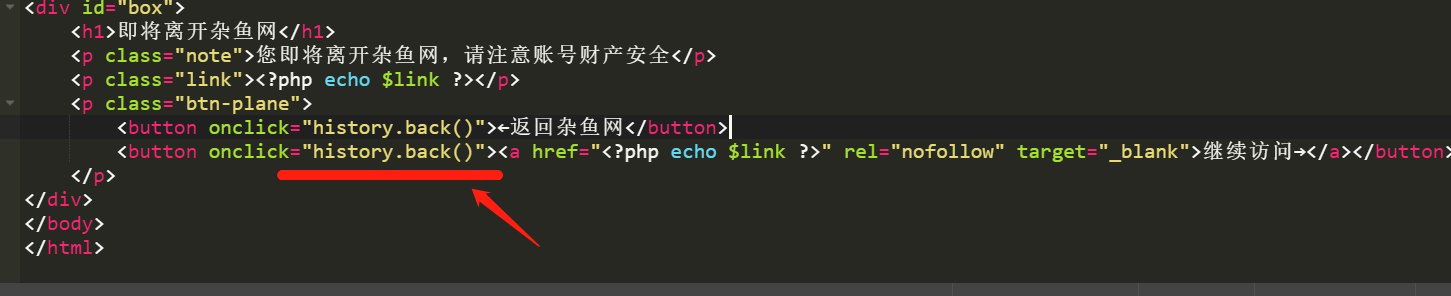 <div id="box">
<h1>即将离开杂鱼网</h1>
<p class="note">您即将离开杂鱼网，请注意账号财产安全</p>
<p class="link"><?php echo $link ?></p>
<p class="btn-plane">
<button onclick="history.back()">←返回杂鱼网</button>
<button onclick="history.back()"><a href="<?php echo $link ?>" rel="nofollow" target="_blank">继续访问→</a></button>
</p>
</div>
</body>
</html>